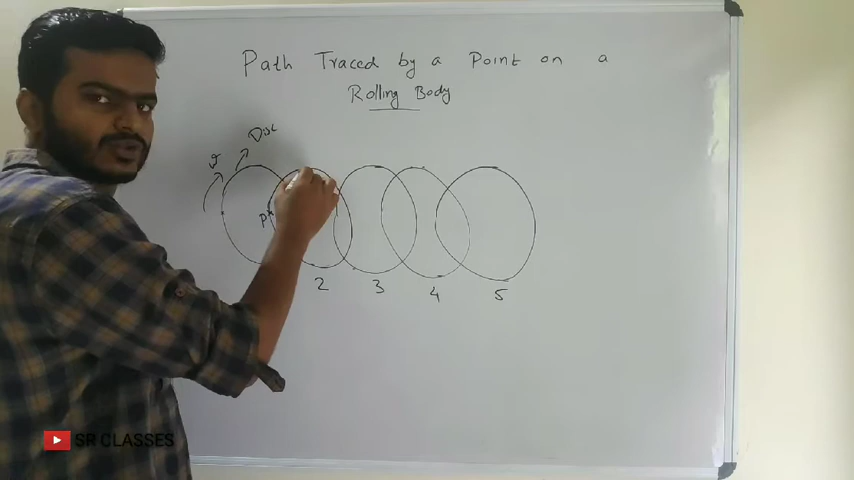 Path Traced by a Point on a
Rolling Body
Disc
P
2 3 4 5
SR CLASSES